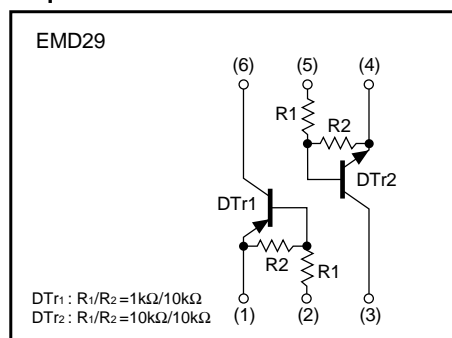 EMD29
(6) (5) (4)
R1
R2
DTr1
DTr2
R2
R1
DTr1 : R1/R2 =1kΩ/10kΩ
DTr2 : R1/R2=10kΩ/10kΩ
(1) (2) (3)